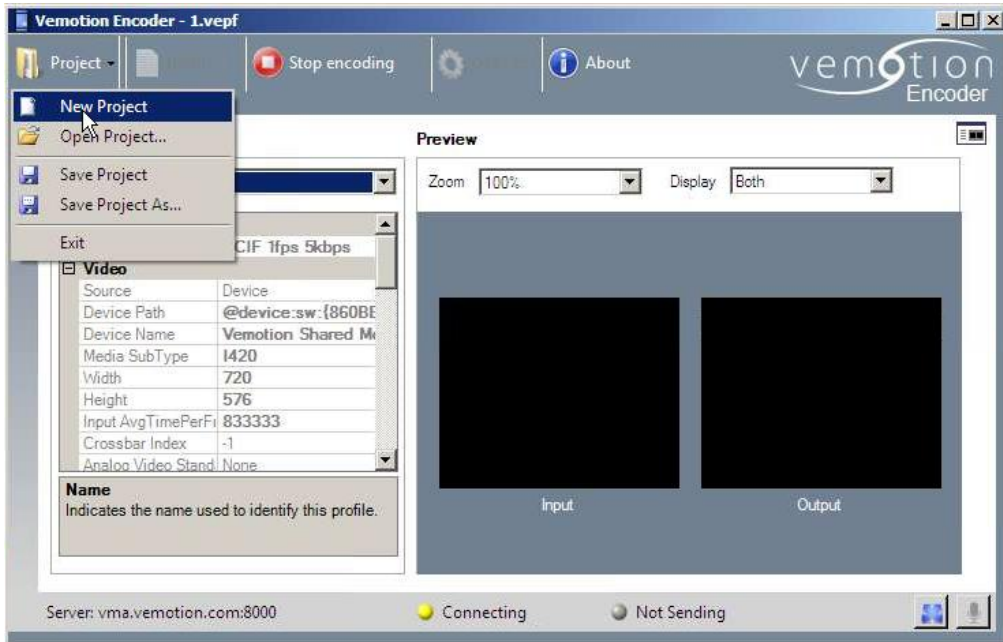 Vemotion Encoder - 1.vepf
Project
Stop encoding
About
vemotion
Encoder
New Project
Open Project...
Save Project
Save Project As...
Exit
Preview
Zoom 100% Display Both
CIF 1fps 5kbps
Video
Source Device
Device Path @device:sw:{860BE
Device Name Vemotion Shared Me
Media SubType I420
Width 720
Height 576
Input AvgTimePerFi 833333
Crossbar Index -1
Analog Video Stand None
Name
Indicates the name used to identify this profile.
Input
Output
Server: vma.vemotion.com:8000 Connecting Not Sending